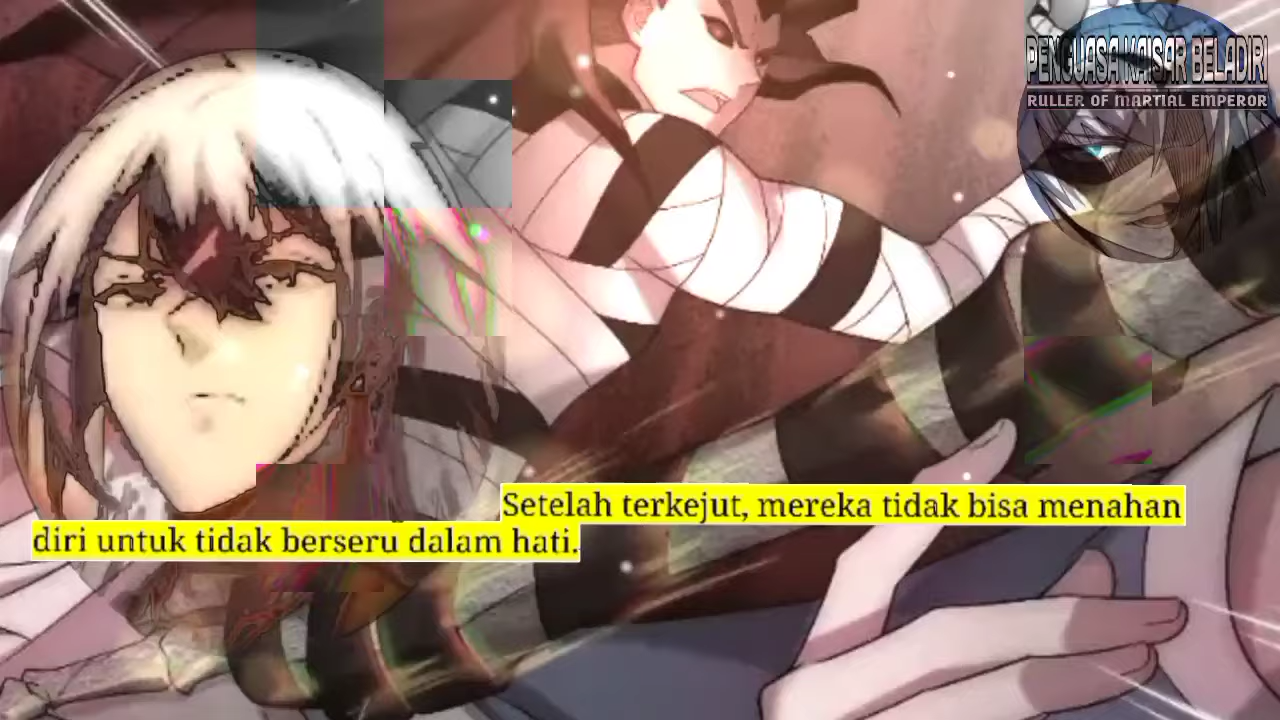 PENGUASA KAISAR BELADIRI
RULLER OF MARTIAL EMPEROR
Setelah terkejut, mereka tidak bisa menahan
diri untuk tidak berseru dalam hati.